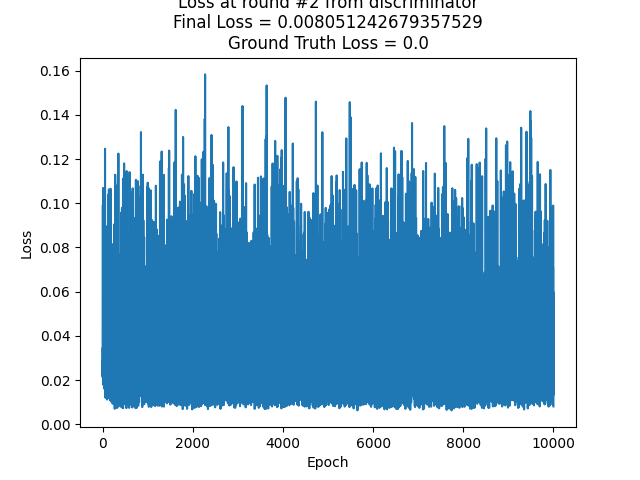 Loss at round #2 from discriminator
Final Loss = 0.008051242679357529
Ground Truth Loss = 0.0
0.16
0.14
0.12
0.10
0.08
0.06
0.04
0.02
0.00
Loss
0 2000 4000 6000 8000 10000
Epoch